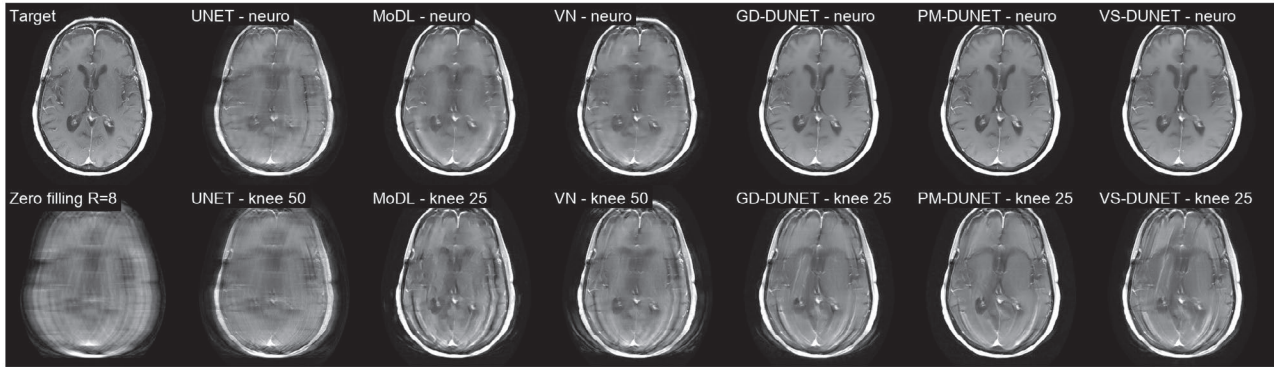 Target
UNET - neuro
MoDL - neuro
VN - neuro
GD-DUNET - neuro
PM-DUNET - neuro
VS-DUNET - neuro
Zero filling R=8
UNET - knee 50
MoDL - knee 25
VN - knee 50
GD-DUNET - knee 25
PM-DUNET - knee 25
VS-DUNET - knee 25